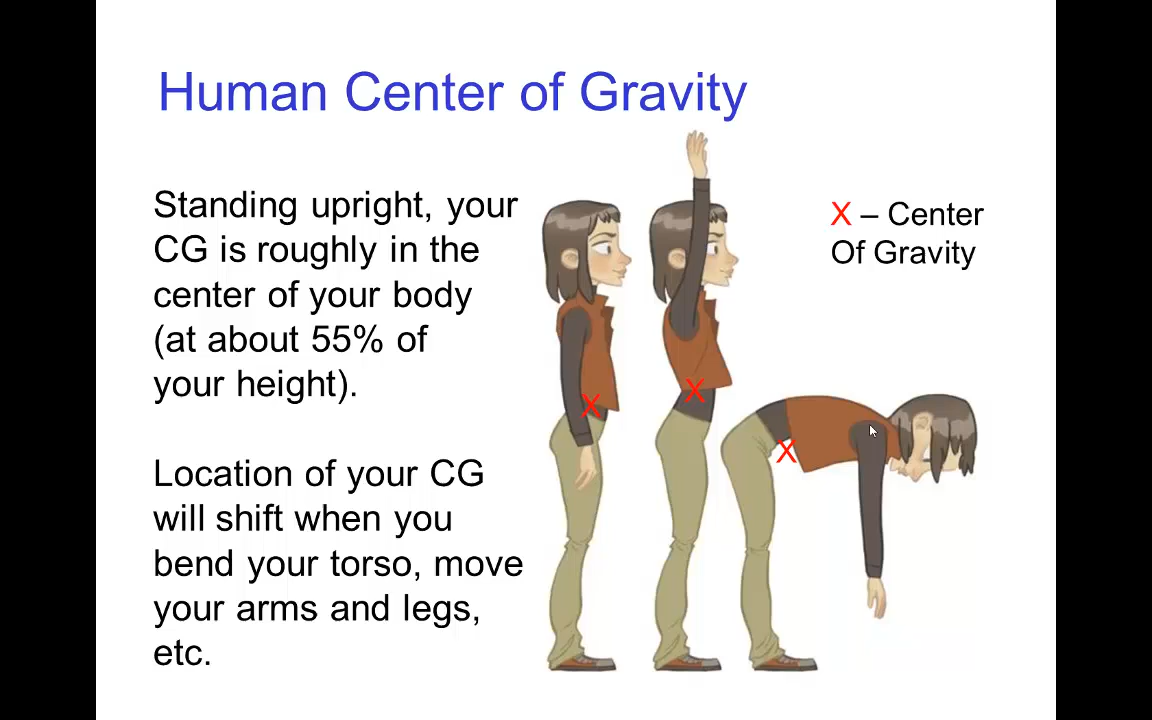 Human Center of Gravity
Standing upright, your
CG is roughly in the
center of your body
(at about 55% of
your height).
Location of your CG
will shift when you
bend your torso, move
your arms and legs,
etc.
X – Center
Of Gravity
X
X
X